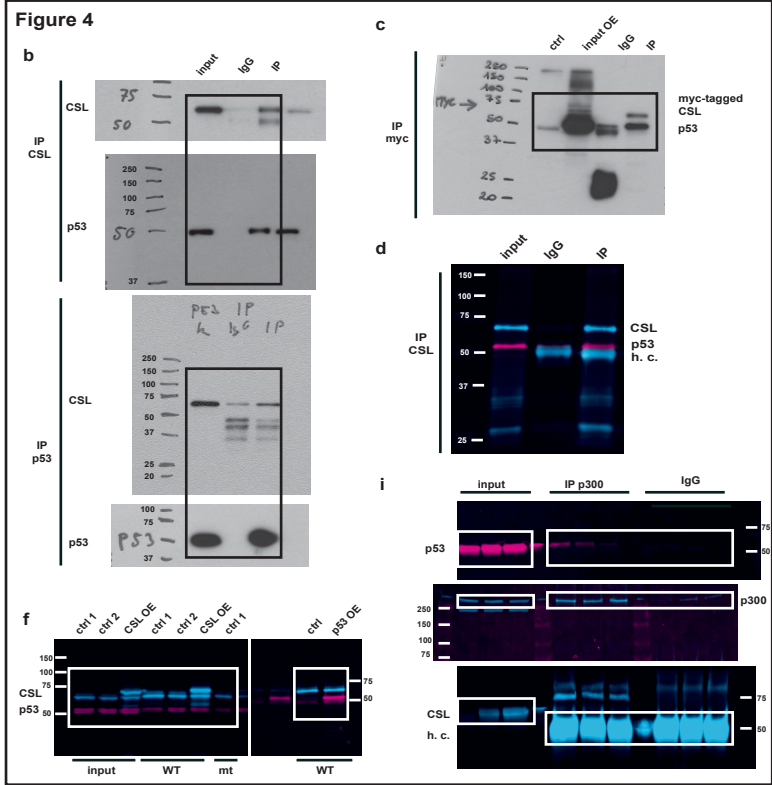 Figure 4
b
input
IgG
IP
IP
CSL
CSL
75
50
p53
250
150
100
75
50
37
IP
p53
P53 IP
IgG IP
CSL
250
150
100
75
50
37
25
20
p53
100
75
P53
37
c
ctrl
input OE
IgG
IP
IP
myc
250
150
100
myc → 75
50
37
25
20
myc-tagged
CSL
p53
d
input
IgG
IP
IP
CSL
150
100
75
50
37
25
CSL
p53
h. c.
f
ctrl 1
ctrl 2
CSL OE
ctrl 1
ctrl 2
CSL OE
ctrl 1
ctrl
p53 OE
150
100
75
CSL
p53
50
75
50
input
WT
mt
WT
i
input
IP p300
IgG
p53
75
50
p300
250
150
100
75
CSL
h. c.
75
50